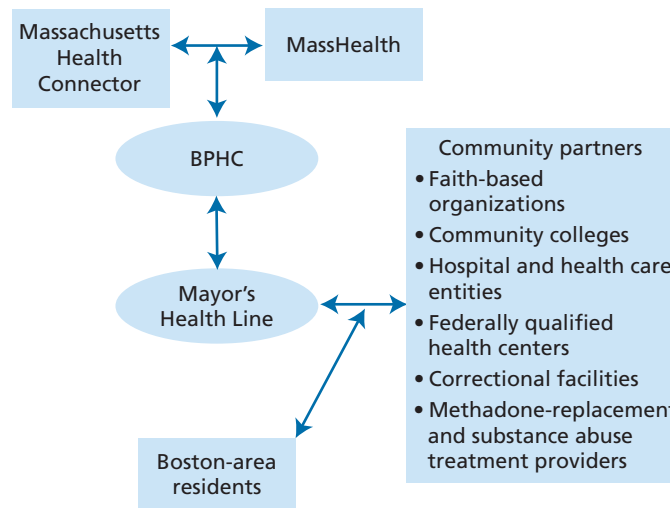 Massachusetts
Health
Connector
MassHealth
BPHC
Mayor's
Health Line
Community partners
• Faith-based
organizations
• Community colleges
• Hospital and health care
entities
• Federally qualified
health centers
• Correctional facilities
• Methadone-replacement
and substance abuse
treatment providers
Boston-area
residents